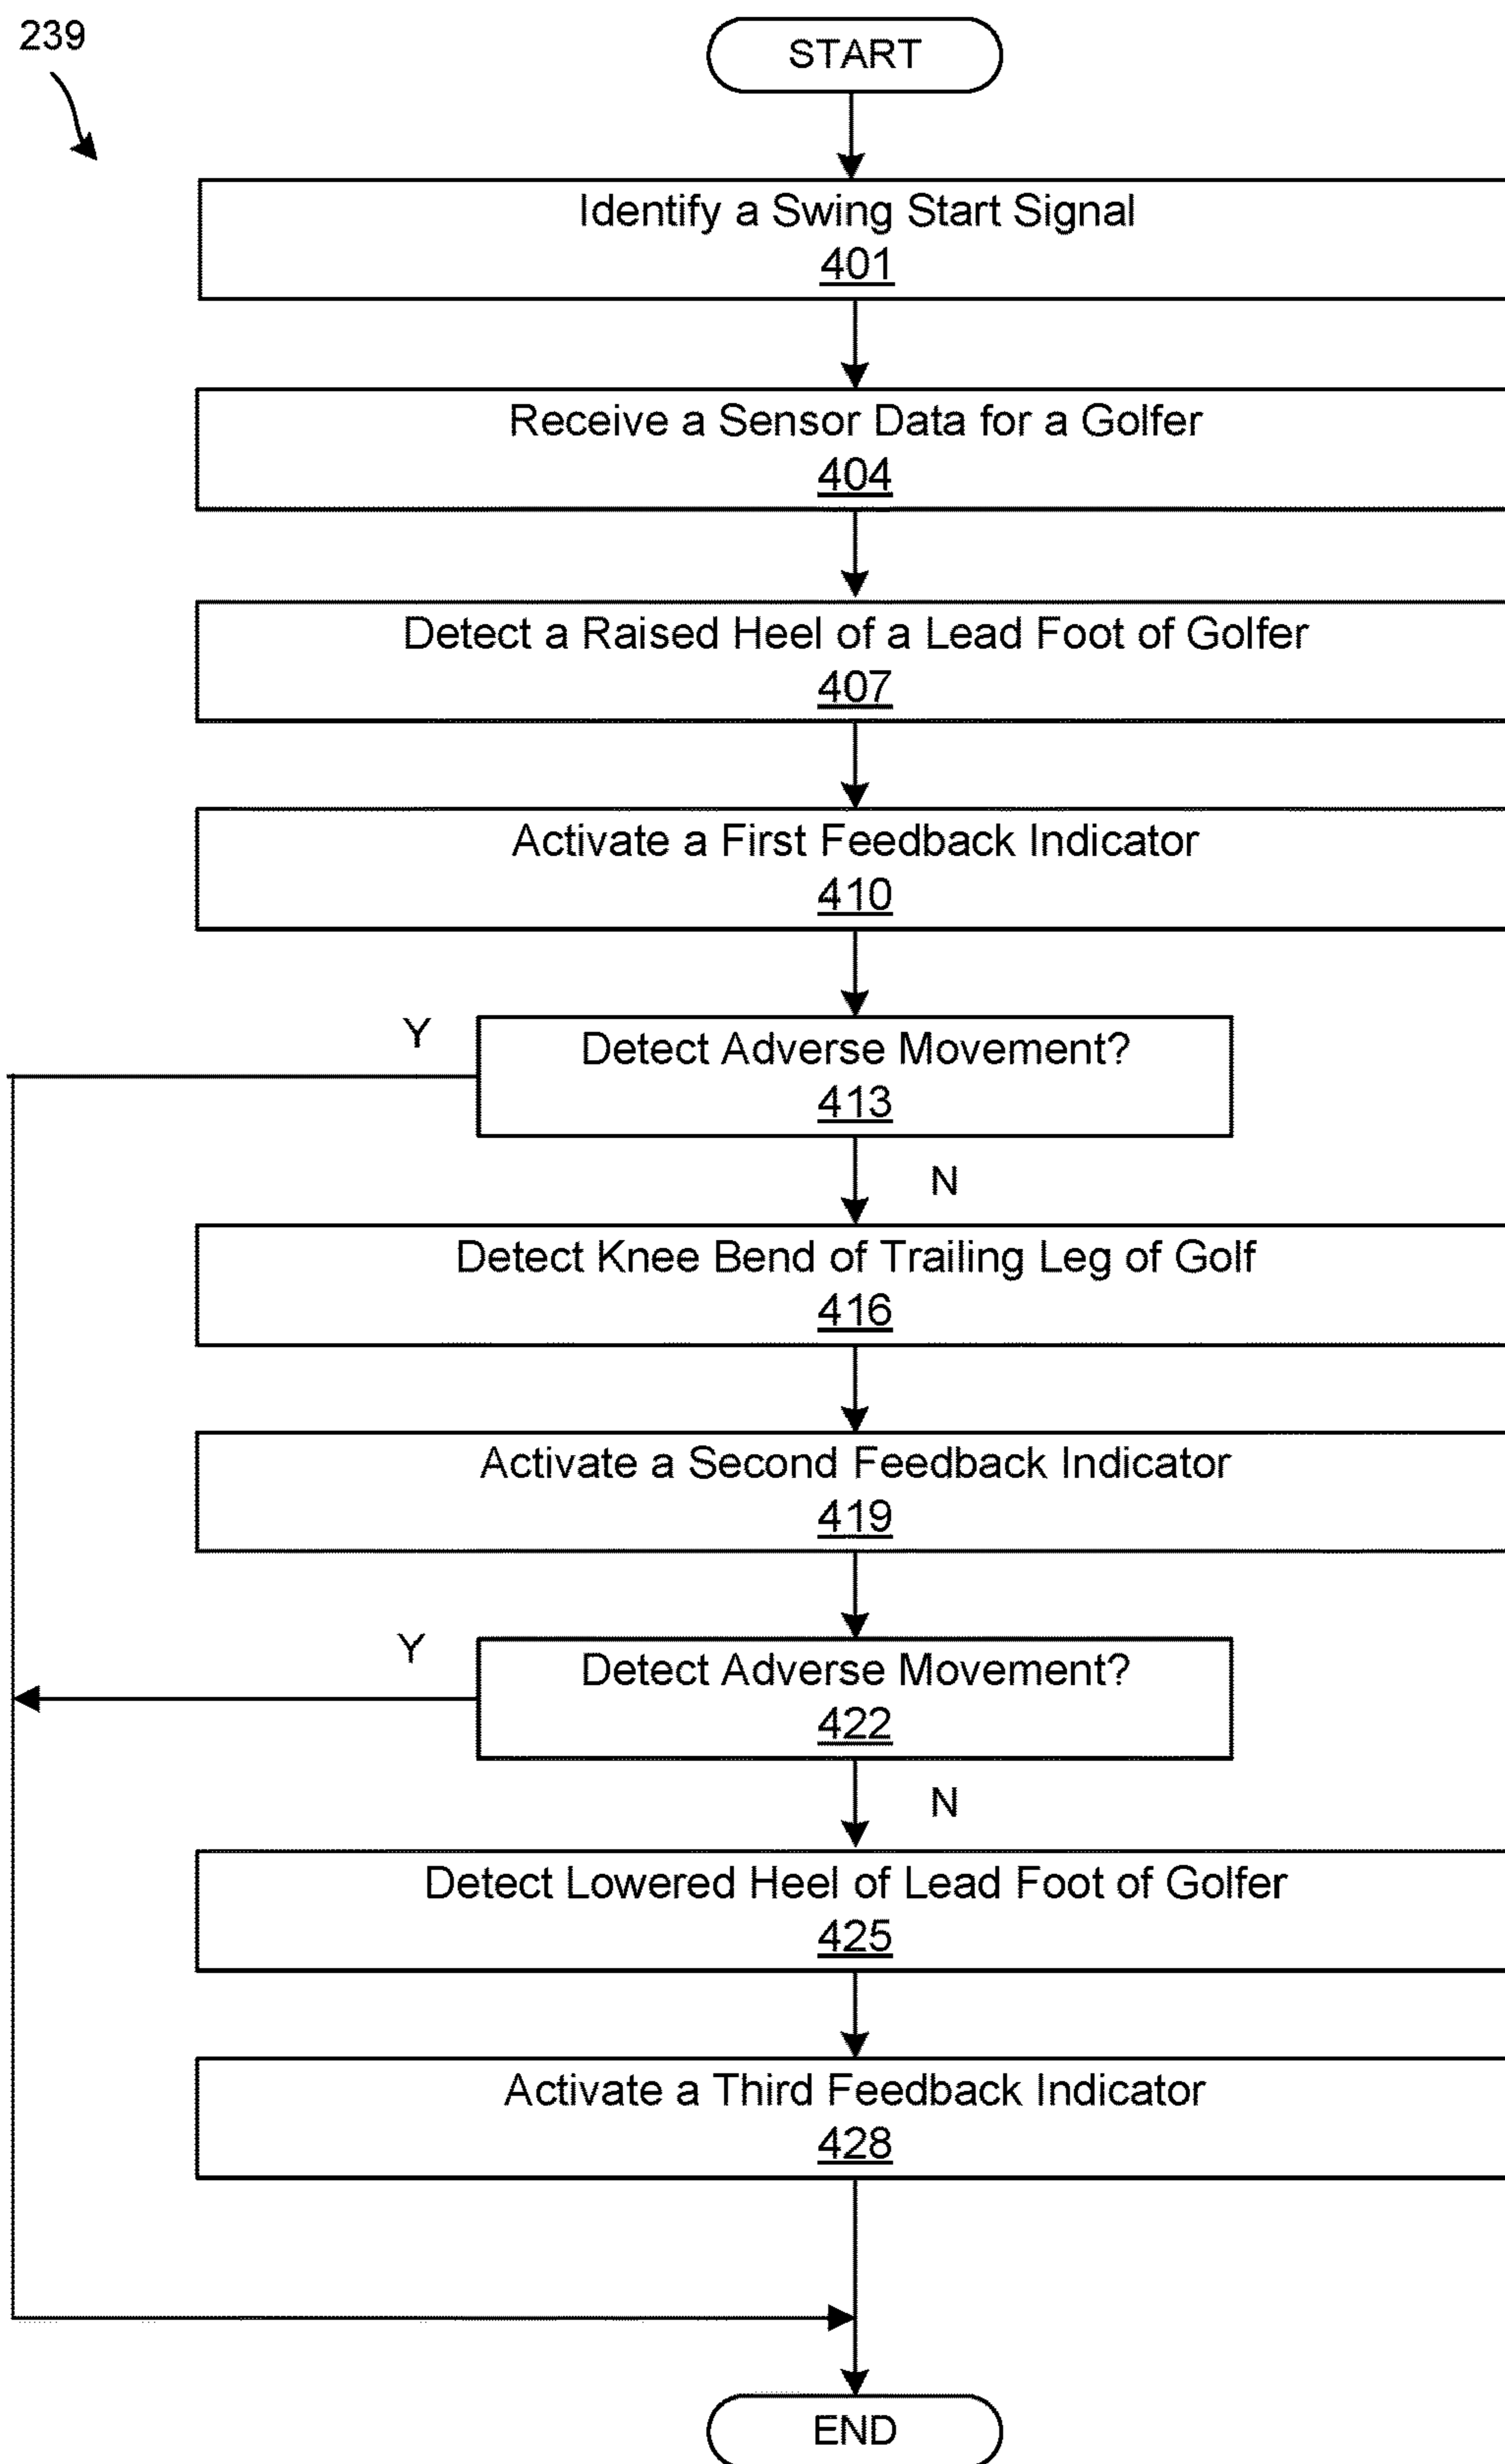 239
START
Identify a Swing Start Signal
401
Receive a Sensor Data for a Golfer
404
Detect a Raised Heel of a Lead Foot of Golfer
407
Activate a First Feedback Indicator
410
Y
Detect Adverse Movement?
413
N
Detect Knee Bend of Trailing Leg of Golf
416
Activate a Second Feedback Indicator
419
Y
Detect Adverse Movement?
422
N
Detect Lowered Heel of Lead Foot of Golfer
425
Activate a Third Feedback Indicator
428
END